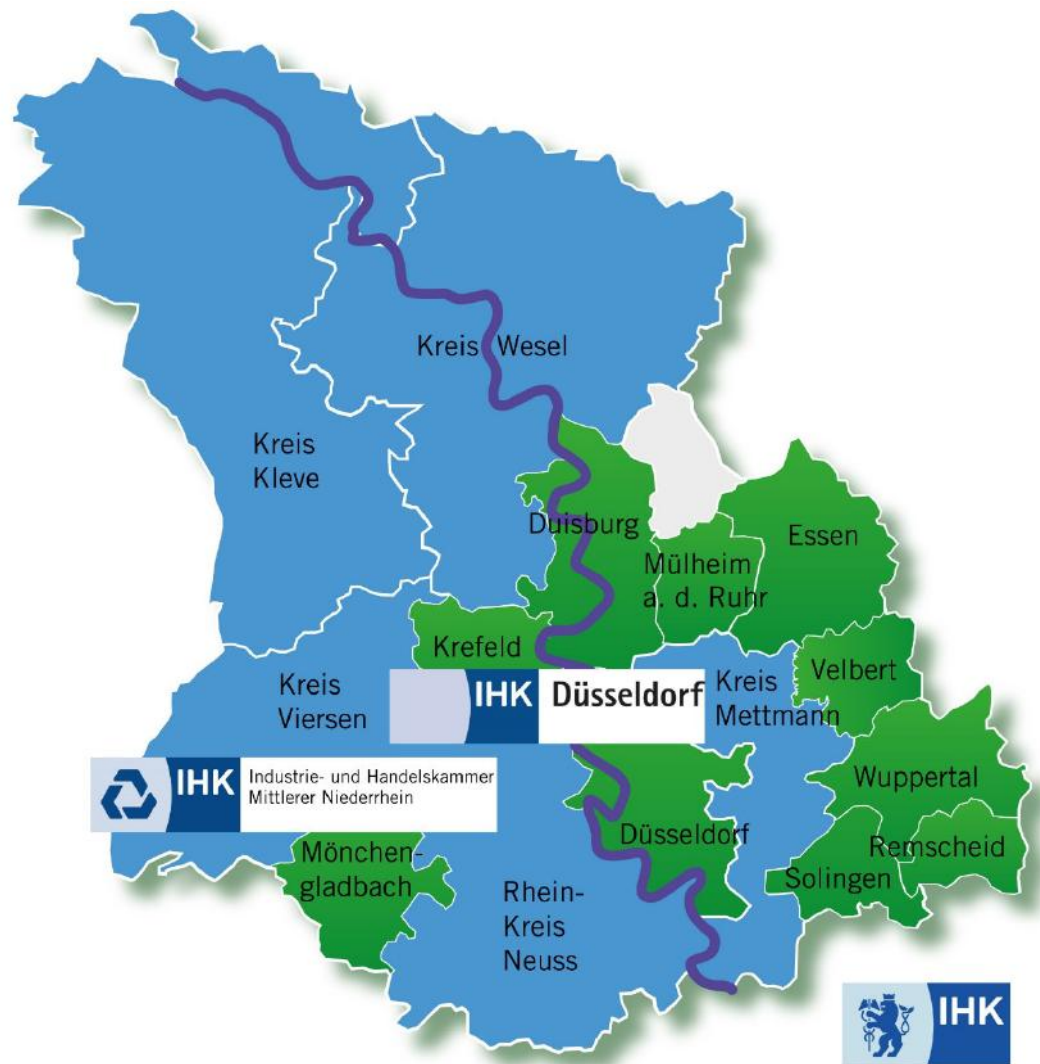 Kreis Wesel
Kreis
Kleve
Duisburg
Essen
Mülheim
a. d. Ruhr
Krefeld
Velbert
Kreis
Viersen
IHK Düsseldorf
Kreis
Mettmann
IHK Industrie- und Handelskammer
Mittlerer Niederrhein
Wuppertal
Düsseldorf
Remscheid
Solingen
Mönchen-
gladbach
Rhein-
Kreis
Neuss
IHK